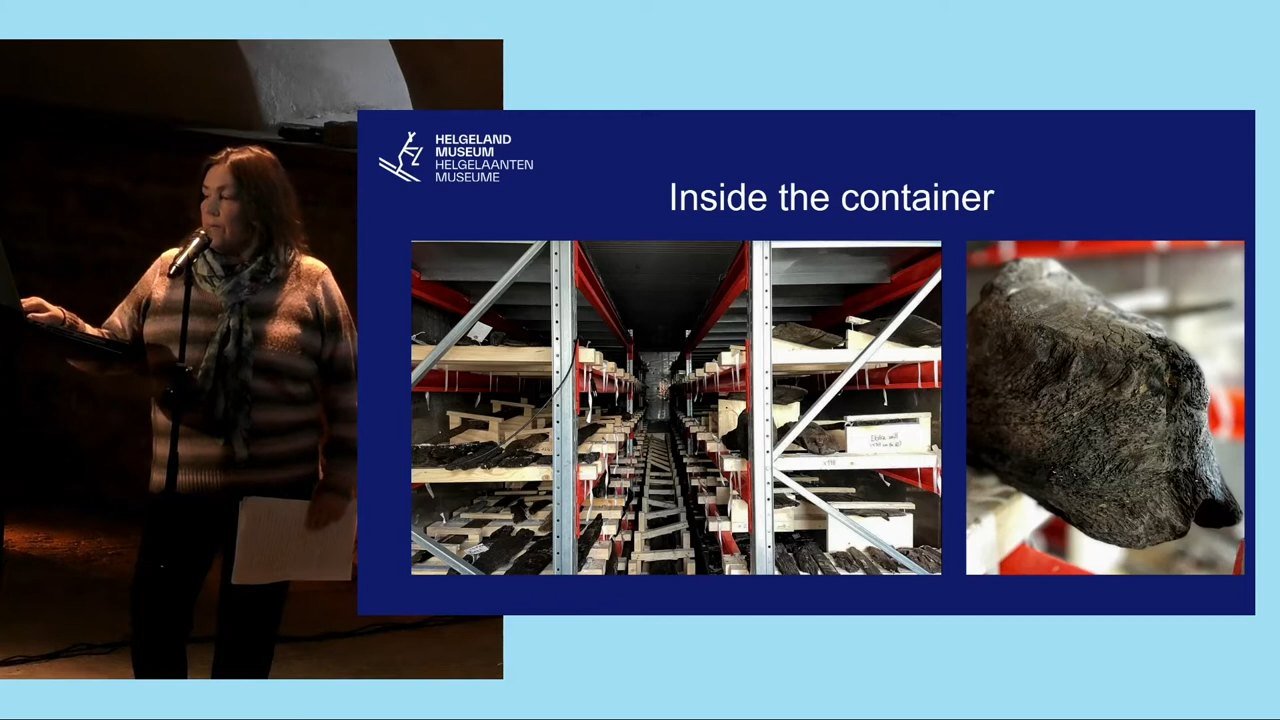 HELGELAND
MUSEUM
HELGELAANTEN
MUSEUME
Inside the container